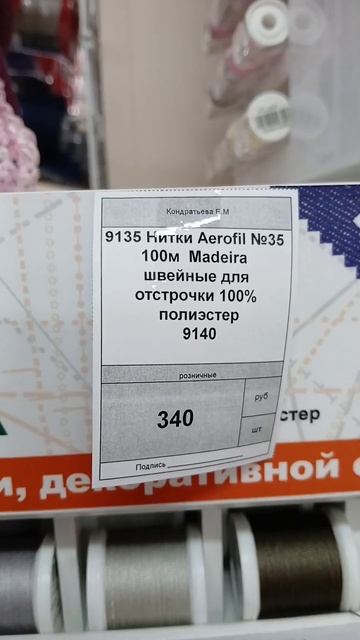 Кондратьева Е.М
9135 Нитки Aerofil №35
100м Madeira
швейные для
отстрочки 100%
полиэстер
9140
розничные
340
руб
шт
Подпись
стер
и, декоративной о